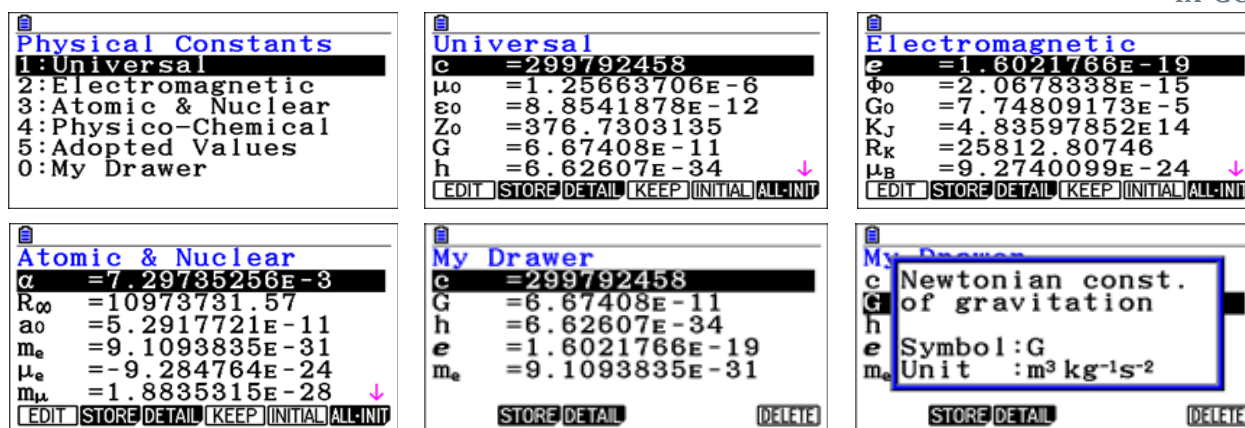 Physical Constants
1:Universal
2:Electromagnetic
3:Atomic & Nuclear
4:Physico-Chemical
5:Adopted Values
0:My Drawer
Universal
c =299792458
μ0 =1.25663706E-6
ε0 =8.8541878E-12
Z0 =376.7303135
G =6.67408E-11
h =6.62607E-34 ↓
EDIT STORE DETAIL KEEP INITIAL ALL-INIT
Electromagnetic
e =1.6021766E-19
Φ0 =2.0678338E-15
G0 =7.74809173E-5
KJ =4.83597852E14
RK =25812.80746
μB =9.2740099E-24 ↓
EDIT STORE DETAIL KEEP INITIAL ALL-INIT
Atomic & Nuclear
α =7.29735256E-3
R∞ =10973731.57
a0 =5.2917721E-11
me =9.1093835E-31
μe =-9.284764E-24
mμ =1.8835315E-28 ↓
EDIT STORE DETAIL KEEP INITIAL ALL-INIT
My Drawer
c =299792458
G =6.67408E-11
h =6.62607E-34
e =1.6021766E-19
me =9.1093835E-31
STORE DETAIL DELETE
My Drawer
c
G
h
e
me
Newtonian const.
of gravitation
Symbol:G
Unit :m³ kg⁻¹s⁻²
STORE DETAIL DELETE